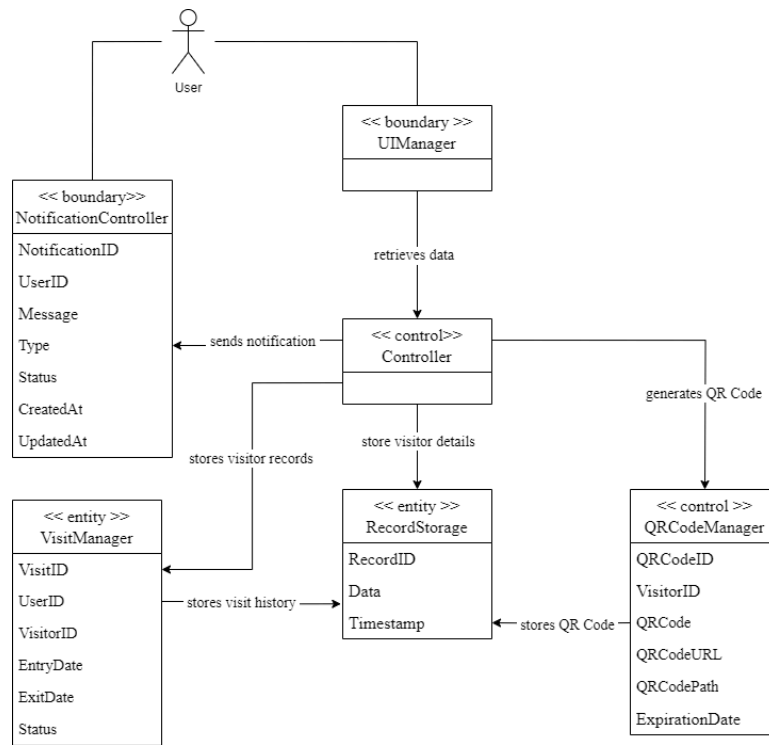 User
<< boundary >>
UIManager
<< boundary>>
NotificationController
NotificationID
UserID
Message
Type
Status
CreatedAt
UpdatedAt
retrieves data
sends notification
<< control>>
Controller
generates QR Code
stores visitor records
store visitor details
<< entity >>
VisitManager
VisitID
UserID
VisitorID
EntryDate
ExitDate
Status
stores visit history
<< entity >>
RecordStorage
RecordID
Data
Timestamp
stores QR Code
<< control >>
QRCodeManager
QRCodeID
VisitorID
QRCode
QRCodeURL
QRCodePath
ExpirationDate